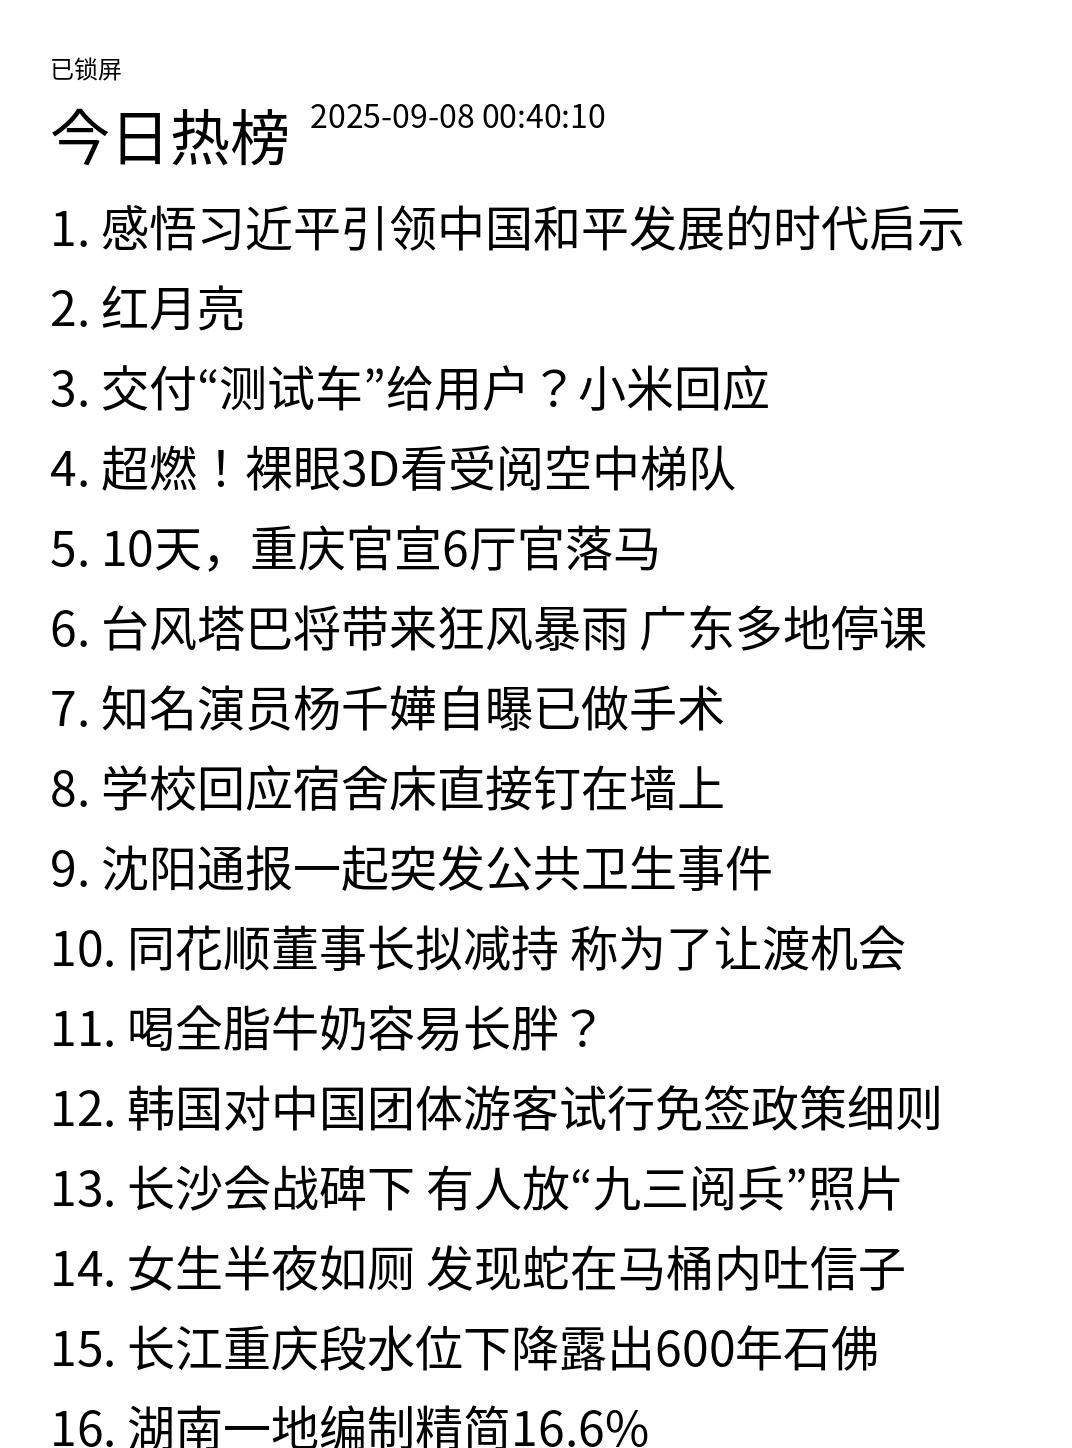 已锁屏
今日热榜 2025-09-08 00:40:10
1. 感悟习近平引领中国和平发展的时代启示
2. 红月亮
3. 交付“测试车”给用户？小米回应
4. 超燃！裸眼3D看受阅空中梯队
5. 10天，重庆官宣6厅官落马
6. 台风塔巴将带来狂风暴雨 广东多地停课
7. 知名演员杨千嬅自曝已做手术
8. 学校回应宿舍床直接钉在墙上
9. 沈阳通报一起突发公共卫生事件
10. 同花顺董事长拟减持 称为了让渡机会
11. 喝全脂牛奶容易长胖？
12. 韩国对中国团体游客试行免签政策细则
13. 长沙会战碑下 有人放“九三阅兵”照片
14. 女生半夜如厕 发现蛇在马桶内吐信子
15. 长江重庆段水位下降露出600年石佛
16. 湖南一地编制精简16.6%